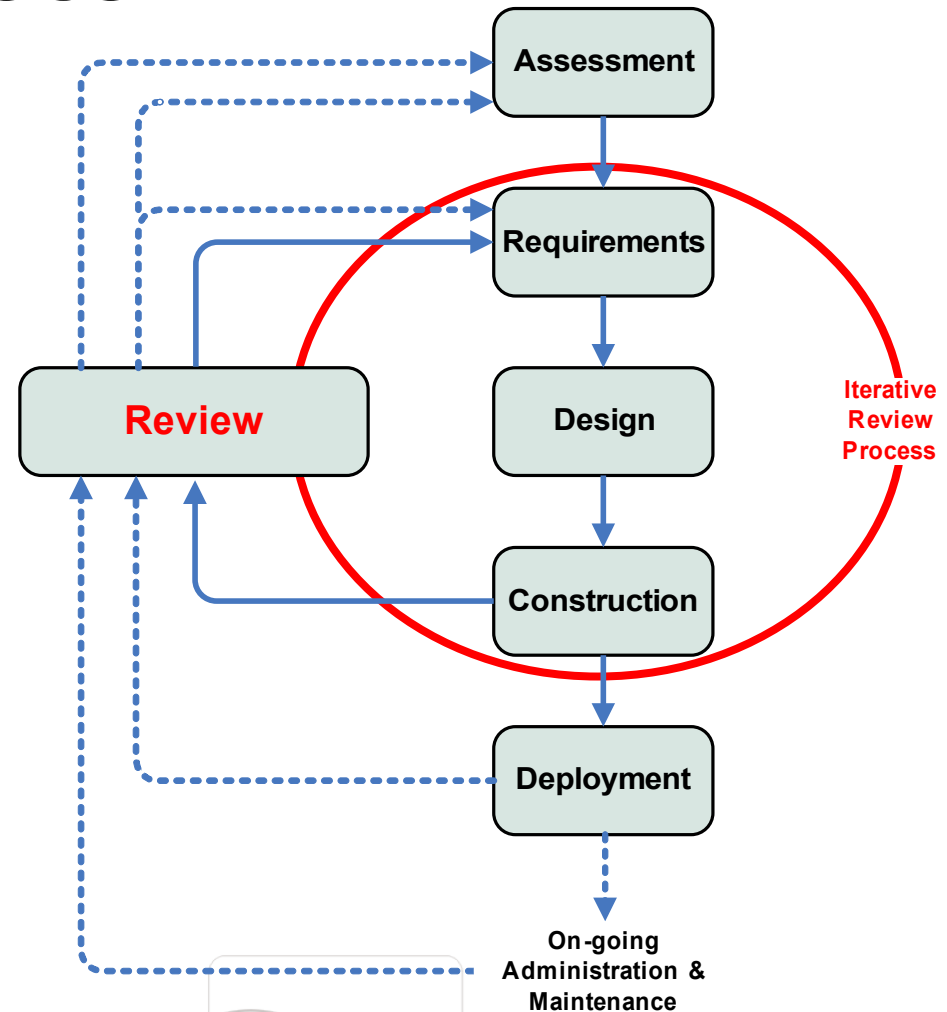 Assessment
Requirements
Review
Design
Iterative
Review
Process
Construction
Deployment
On-going
Administration &
Maintenance